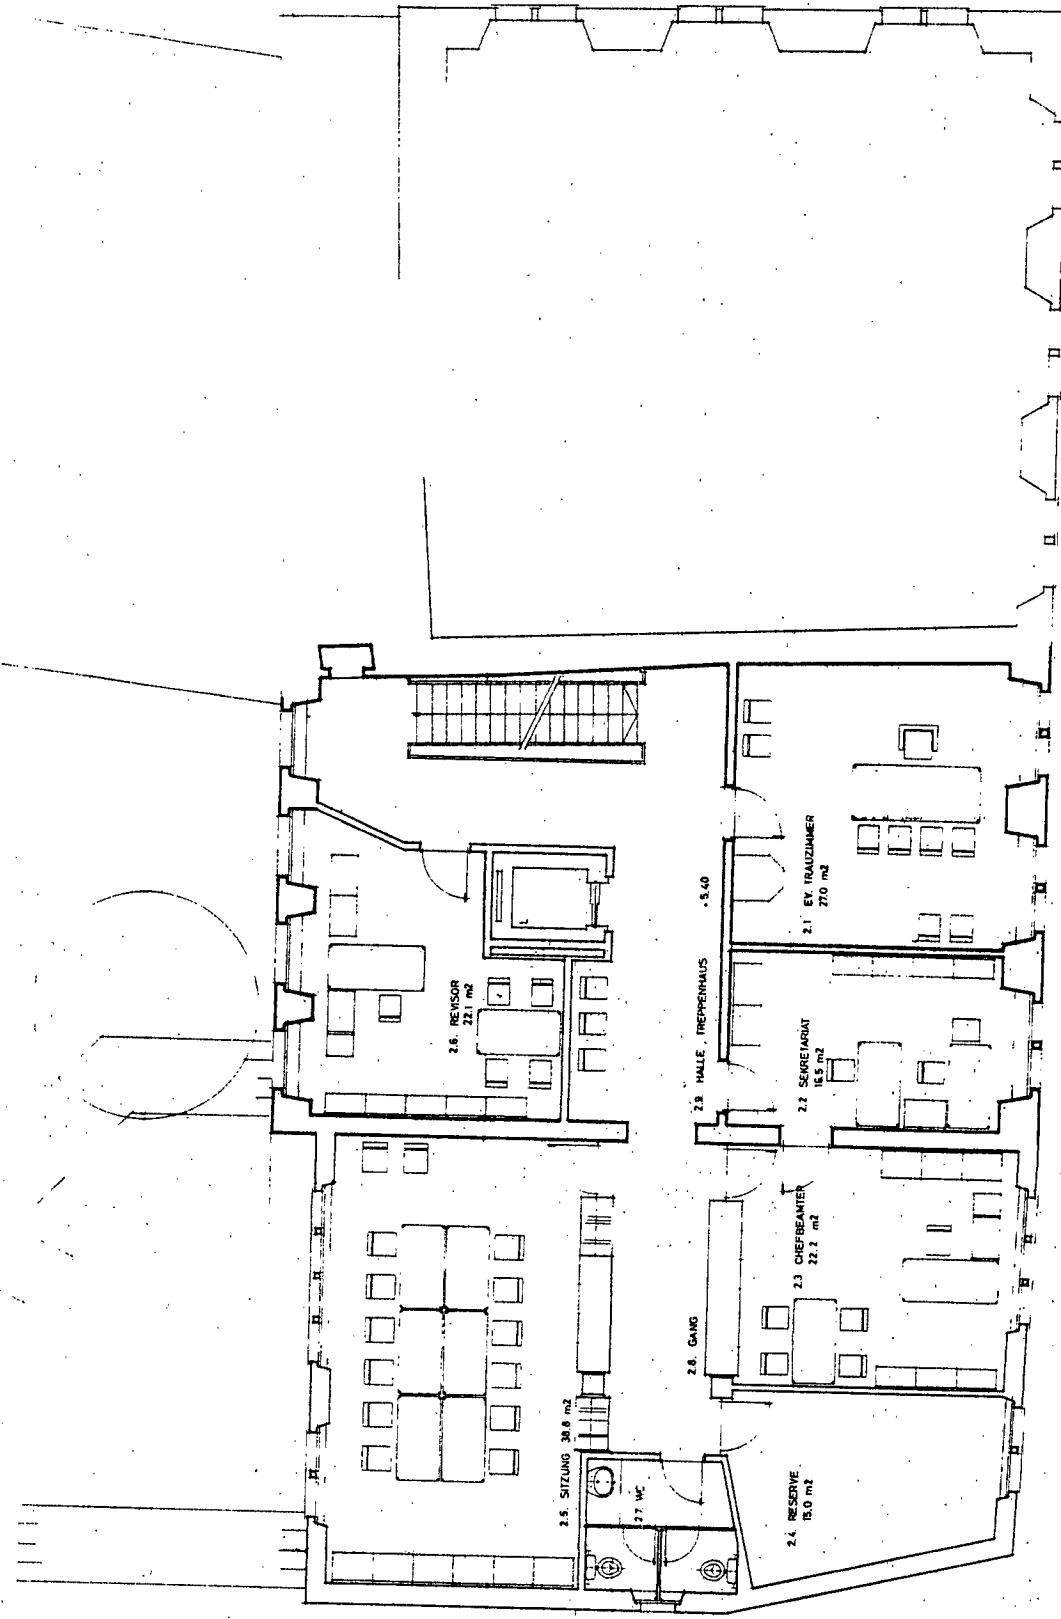 2.1 EV. TRAUZIMMER
27.0 m2
2.2 SEKRETARIAT
16.5 m2
2.3 CHEFBEAMTER
22.2 m2
2.4. RESERVE
15.0 m2
2.5. SITZUNG 38.8 m2
2.6. REVISOR
22.1 m2
2.7. WC
2.8. GANG
2.9. HALLE, TREPPENHAUS
5.40
L